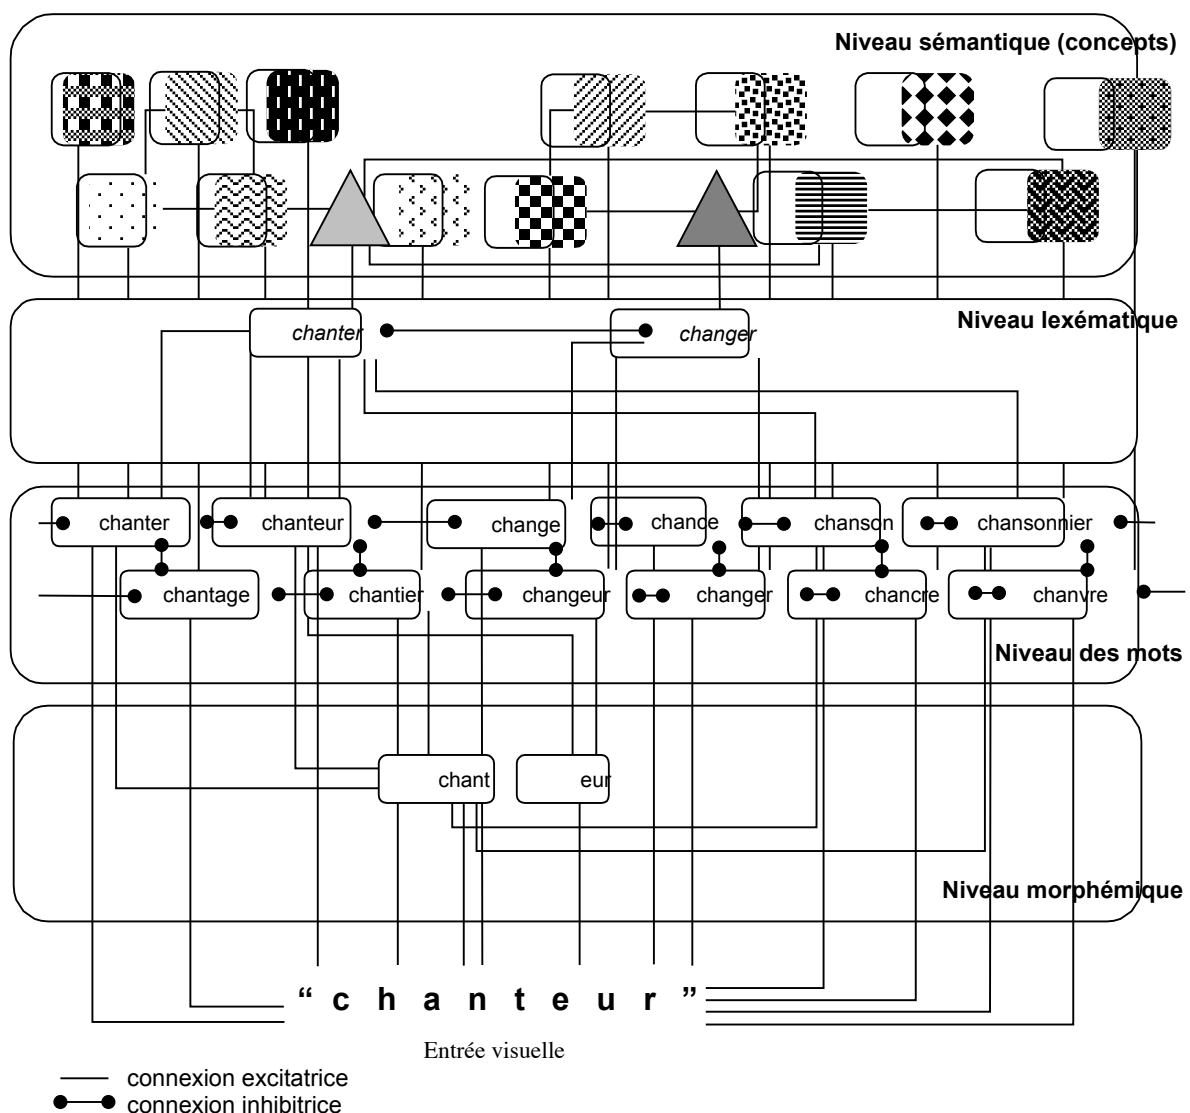 Niveau sémantique (concepts)
Niveau lexématique
chanter
changer
chanter chanteur change chance chanson chansonnier
chantage chantier changeur changer chancre chanvre
Niveau des mots
chant eur
Niveau morphémique
“ c h a n t e u r ”
Entrée visuelle
connexion excitatrice
connexion inhibitrice